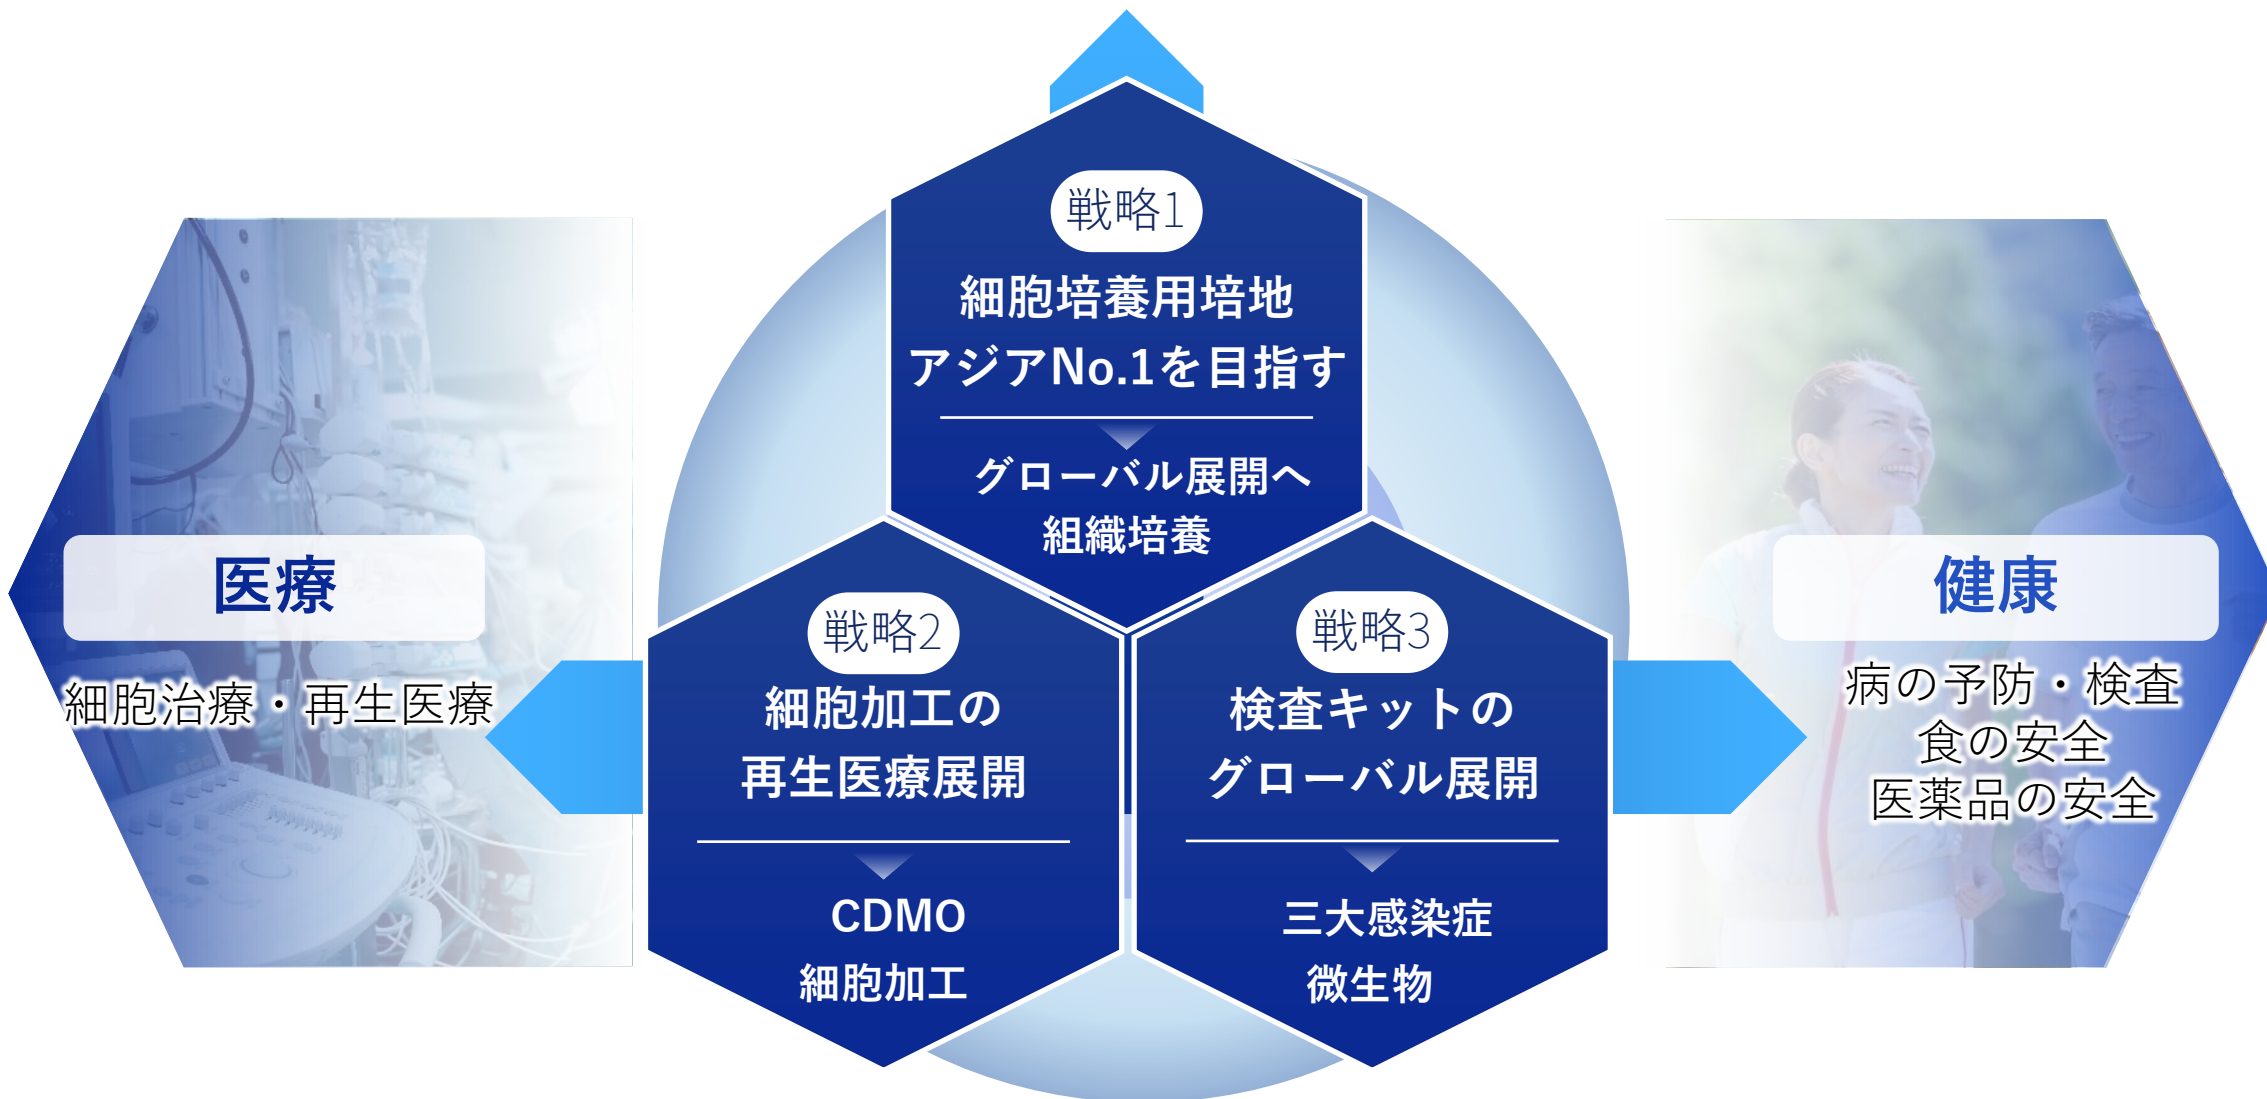 戦略1
細胞培養用培地
アジアNo.1を目指す
グローバル展開へ
組織培養
医療
細胞治療・再生医療
戦略2
細胞加工の
再生医療展開
CDMO
細胞加工
戦略3
検査キットの
グローバル展開
三大感染症
微生物
健康
病の予防・検査
食の安全
医薬品の安全